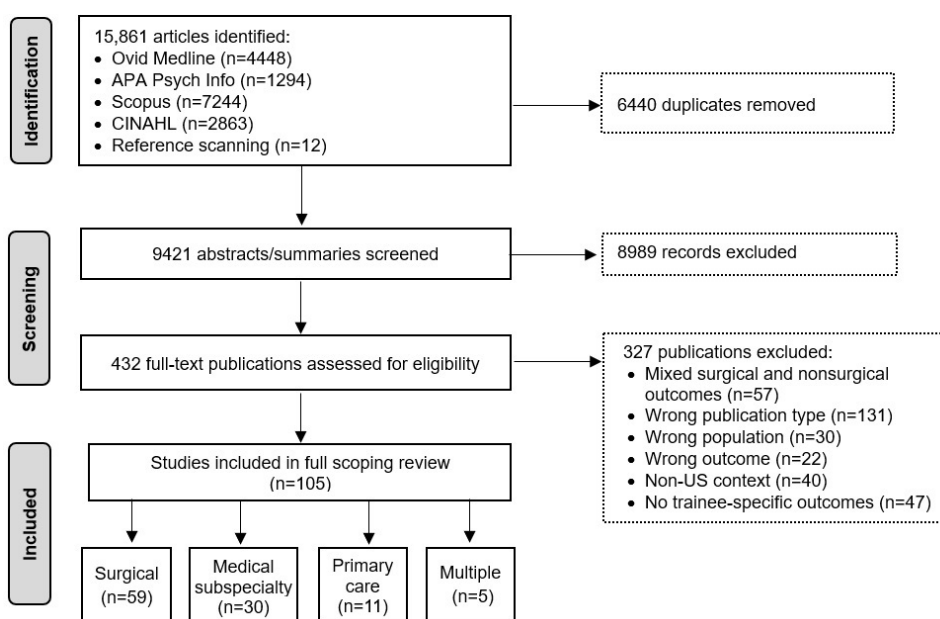 Identification
15,861 articles identified:
• Ovid Medline (n=4448)
• APA Psych Info (n=1294)
• Scopus (n=7244)
• CINAHL (n=2863)
• Reference scanning (n=12)
6440 duplicates removed
Screening
9421 abstracts/summaries screened
8989 records excluded
432 full-text publications assessed for eligibility
327 publications excluded:
• Mixed surgical and nonsurgical
outcomes (n=57)
• Wrong publication type (n=131)
• Wrong population (n=30)
• Wrong outcome (n=22)
• Non-US context (n=40)
• No trainee-specific outcomes (n=47)
Included
Studies included in full scoping review
(n=105)
Surgical
(n=59)
Medical
subspecialty
(n=30)
Primary
care
(n=11)
Multiple
(n=5)